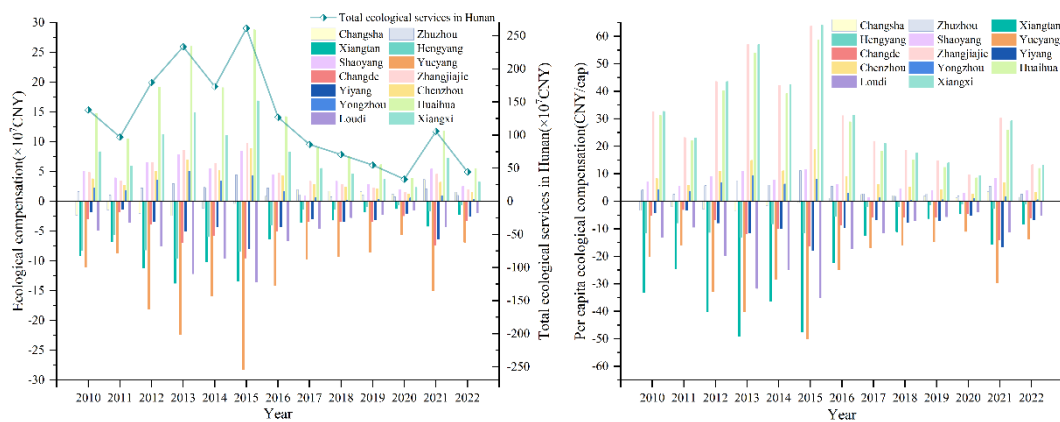 Total ecological services in Hunan
Changsha Zhuzhou
Xiangtan Hengyang
Shaoyang Yueyang
Changde Zhangjiajie
Yiyang Chenzhou
Yongzhou Huaihua
Loudi Xiangxi
Ecological compensation(×10⁷CNY)
30
25
20
15
10
5
0
-5
-10
-15
-20
-25
-30
2010 2011 2012 2013 2014 2015 2016 2017 2018 2019 2020 2021 2022
Year
250
200
150
100
50
0
-50
-100
-150
-200
-250
Total ecological services in Hunan(×10⁷CNY)
Changsha Zhuzhou Xiangtan
Hengyang Shaoyang Yueyang
Changde Zhangjiajie Yiyang
Chenzhou Yongzhou Huaihua
Loudi Xiangxi
Per capita ecological compensation(CNY/cap)
60
50
40
30
20
10
0
-10
-20
-30
-40
-50
-60
2010 2011 2012 2013 2014 2015 2016 2017 2018 2019 2020 2021 2022
Year